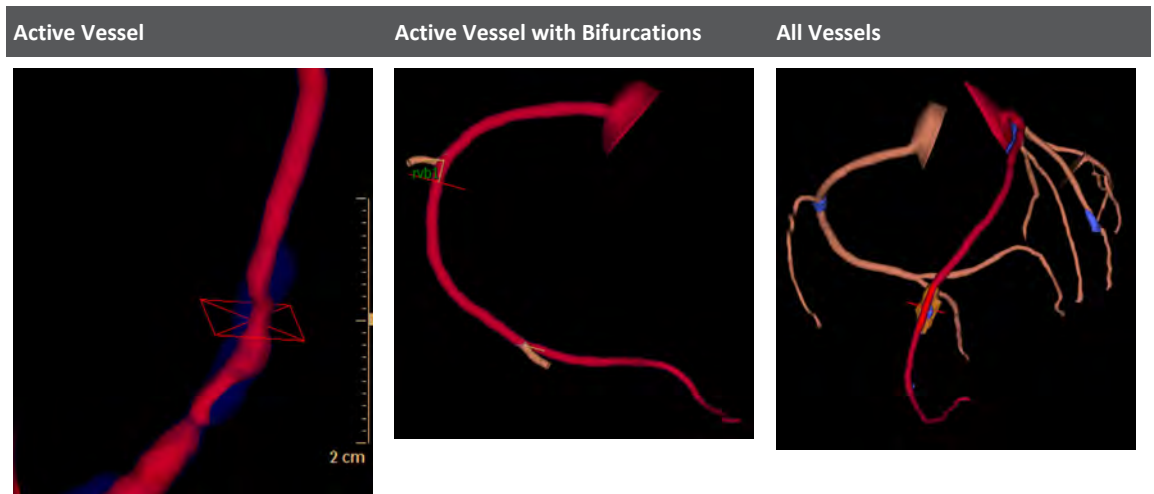 Active Vessel
Active Vessel with Bifurcations
All Vessels
rvb1
2 cm